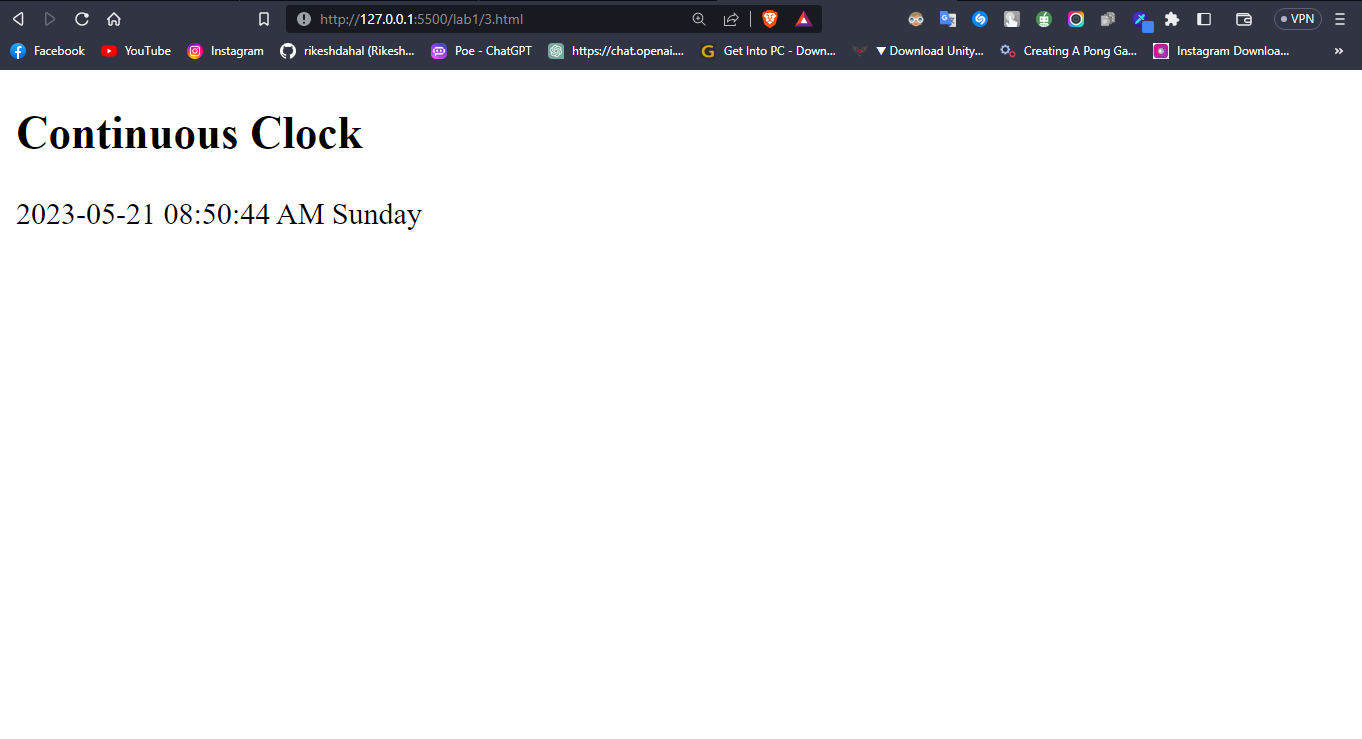 http://127.0.0.1:5500/lab1/3.html
VPN
Facebook YouTube Instagram rikeshdahal (Rikesh... Poe - ChatGPT https://chat.openai.... Get Into PC - Down... ▼ Download Unity... Creating A Pong Ga... Instagram Downloa... »
Continuous Clock
2023-05-21 08:50:44 AM Sunday